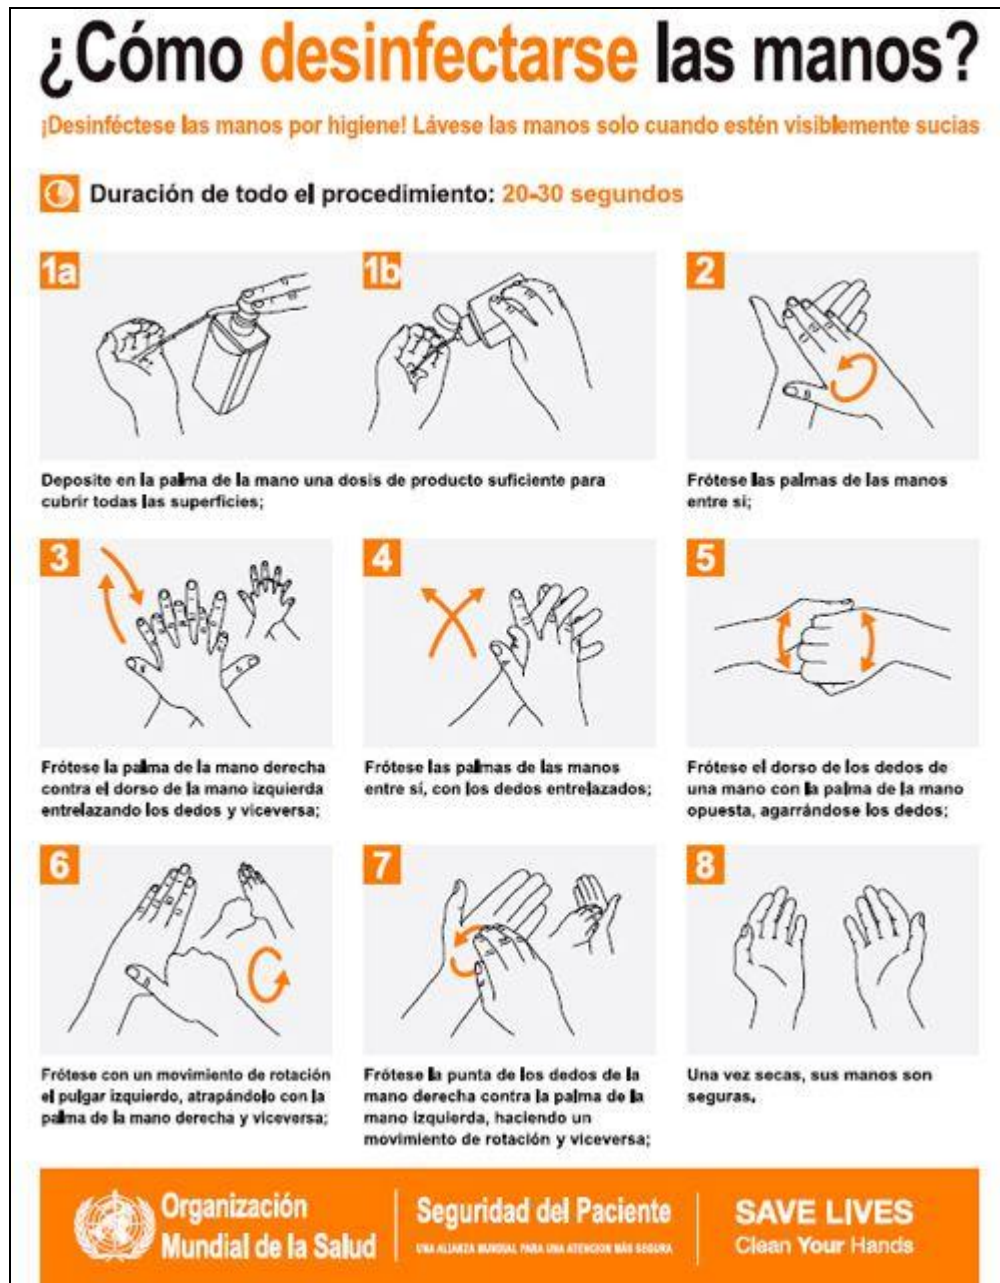 ¿Cómo desinfectarse las manos?
¡Desinféctese las manos por higiene! Lávese las manos solo cuando estén visiblemente sucias
Duración de todo el procedimiento: 20-30 segundos
1a
1b
2
Deposite en la palma de la mano una dosis de producto suficiente para
cubrir todas las superficies;
Frótese las palmas de las manos
entre sí;
3
4
5
Frótese la palma de la mano derecha
contra el dorso de la mano izquierda
entrelazando los dedos y viceversa;
Frótese las palmas de las manos
entre sí, con los dedos entrelazados;
Frótese el dorso de los dedos de
una mano con la palma de la mano
opuesta, agarrándose los dedos;
6
7
8
Frótese con un movimiento de rotación
el pulgar izquierdo, atrapándolo con la
palma de la mano derecha y viceversa;
Frótese la punta de los dedos de la
mano derecha contra la palma de la
mano izquierda, haciendo un
movimiento de rotación y viceversa;
Una vez secas, sus manos son
seguras.
Organización
Mundial de la Salud
Seguridad del Paciente
UNA ALIANZA MUNDIAL PARA UNA ATENCION MÁS SEGURA
SAVE LIVES
Clean Your Hands